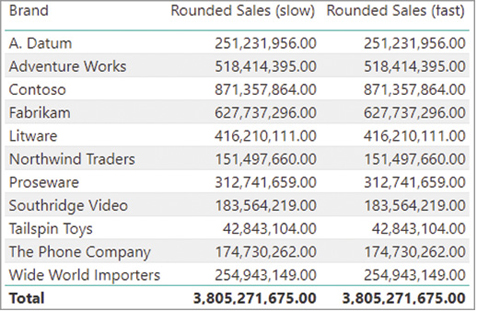 Brand Rounded Sales (slow) Rounded Sales (fast)
A. Datum 251,231,956.00 251,231,956.00
Adventure Works 518,414,395.00 518,414,395.00
Contoso 871,357,864.00 871,357,864.00
Fabrikam 627,737,296.00 627,737,296.00
Litware 416,210,111.00 416,210,111.00
Northwind Traders 151,497,660.00 151,497,660.00
Proseware 312,741,659.00 312,741,659.00
Southridge Video 183,564,219.00 183,564,219.00
Tailspin Toys 42,843,104.00 42,843,104.00
The Phone Company 174,730,262.00 174,730,262.00
Wide World Importers 254,943,149.00 254,943,149.00
Total 3,805,271,675.00 3,805,271,675.00